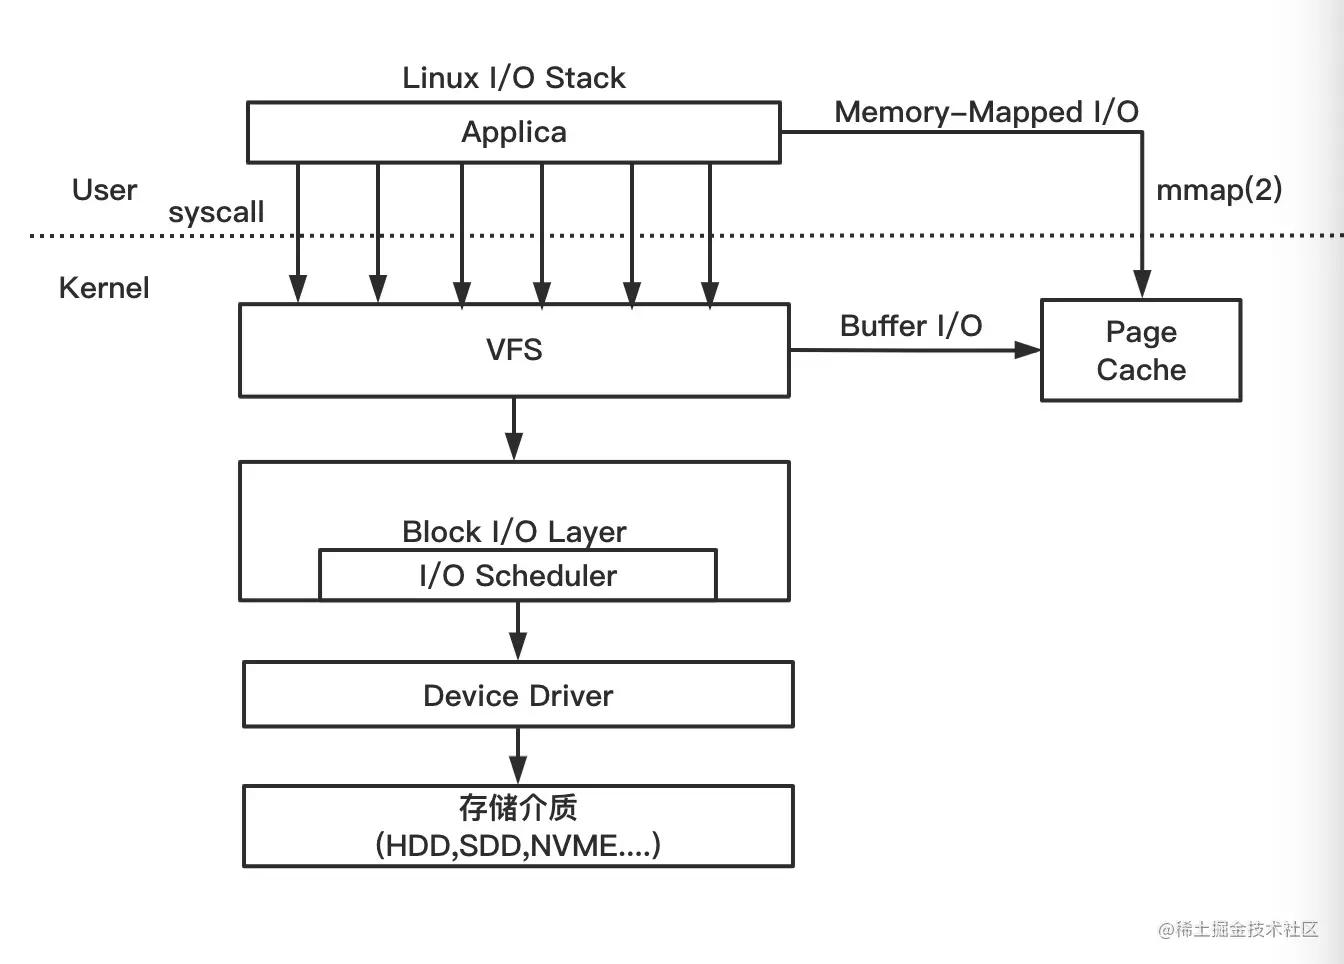 Linux I/O Stack
Applica
Memory-Mapped I/O
User
syscall
mmap(2)
Kernel
VFS
Buffer I/O
Page
Cache
Block I/O Layer
I/O Scheduler
Device Driver
存储介质
(HDD,SDD,NVME....)
@稀土掘金技术社区